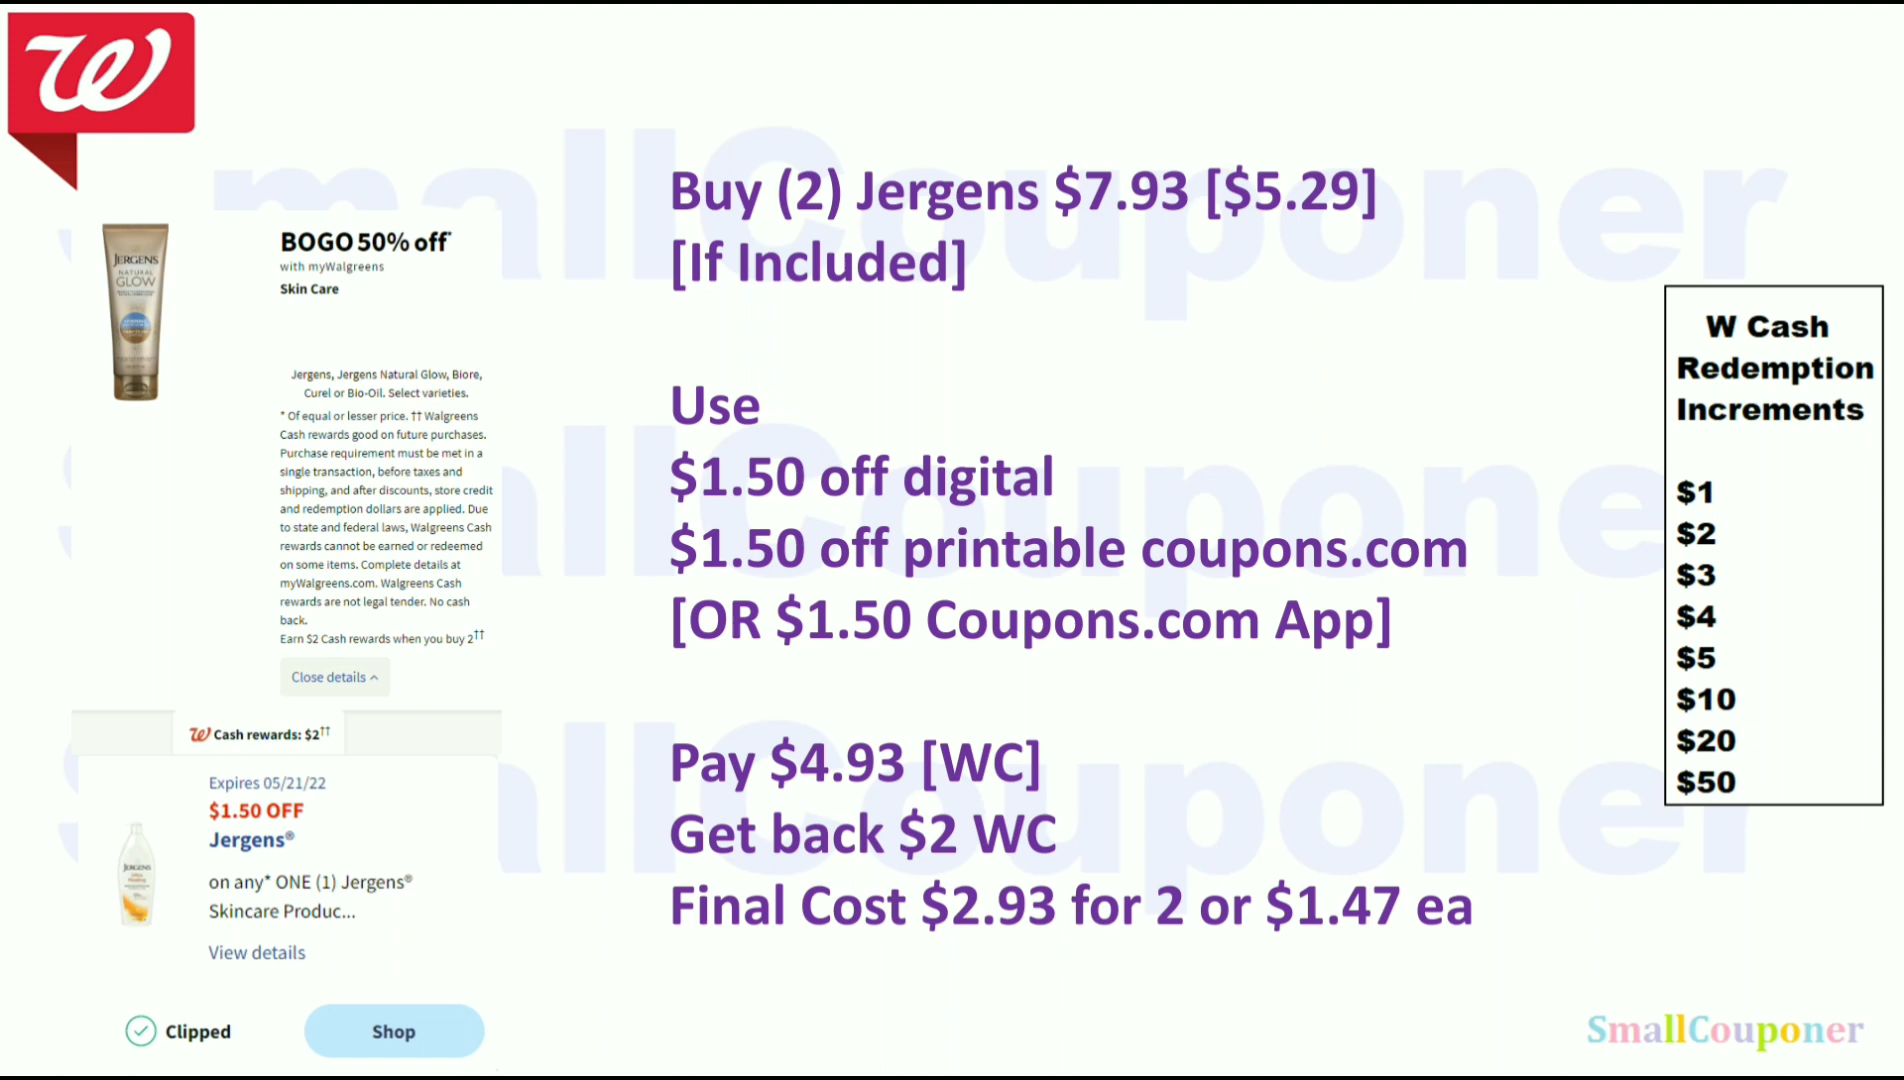 W
BOGO 50% off*
with myWalgreens
Skin Care
JERGENS
NATURAL
GLOW
Jergens, Jergens Natural Glow, Biore,
Curel or Bio-Oil. Select varieties.
* Of equal or lesser price. †† Walgreens
Cash rewards good on future purchases.
Purchase requirement must be met in a
single transaction, before taxes and
shipping, and after discounts, store credit
and redemption dollars are applied. Due
to state and federal laws, Walgreens Cash
rewards cannot be earned or redeemed
on some items. Complete details at
myWalgreens.com. Walgreens Cash
rewards are not legal tender. No cash
back.
Earn $2 Cash rewards when you buy 2††
Close details
W Cash rewards: $2††
Expires 05/21/22
$1.50 OFF
Jergens®
JERGENS
on any* ONE (1) Jergens®
Skincare Produc...
View details
Clipped
Shop
Buy (2) Jergens $7.93 [$5.29]
[If Included]
Use
$1.50 off digital
$1.50 off printable coupons.com
[OR $1.50 Coupons.com App]
Pay $4.93 [WC]
Get back $2 WC
Final Cost $2.93 for 2 or $1.47 ea
W Cash
Redemption
Increments
$1
$2
$3
$4
$5
$10
$20
$50
SmallCouponer